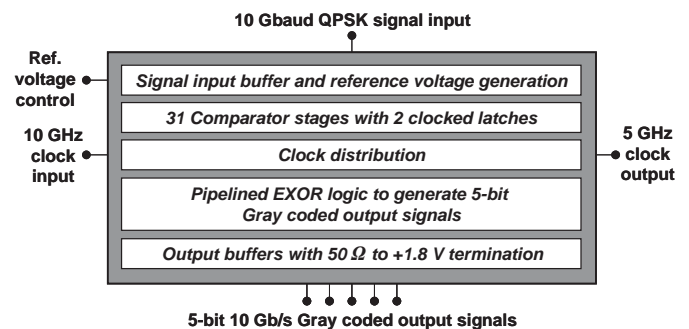 10 Gbaud QPSK signal input
Ref.
voltage
control
Signal input buffer and reference voltage generation
31 Comparator stages with 2 clocked latches
10 GHz
clock
input
Clock distribution
5 GHz
clock
output
Pipelined EXOR logic to generate 5-bit
Gray coded output signals
Output buffers with 50 Ω to +1.8 V termination
5-bit 10 Gb/s Gray coded output signals